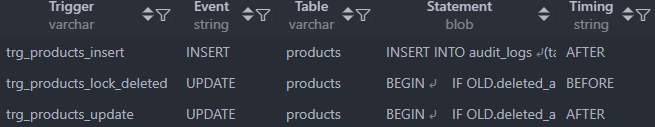 Trigger Event Table Statement Timing
varchar string varchar blob string
trg_products_insert INSERT products INSERT INTO audit_logs ↲(ta AFTER
trg_products_lock_deleted UPDATE products BEGIN ↲ IF OLD.deleted_a BEFORE
trg_products_update UPDATE products BEGIN ↲ IF OLD.deleted_a AFTER